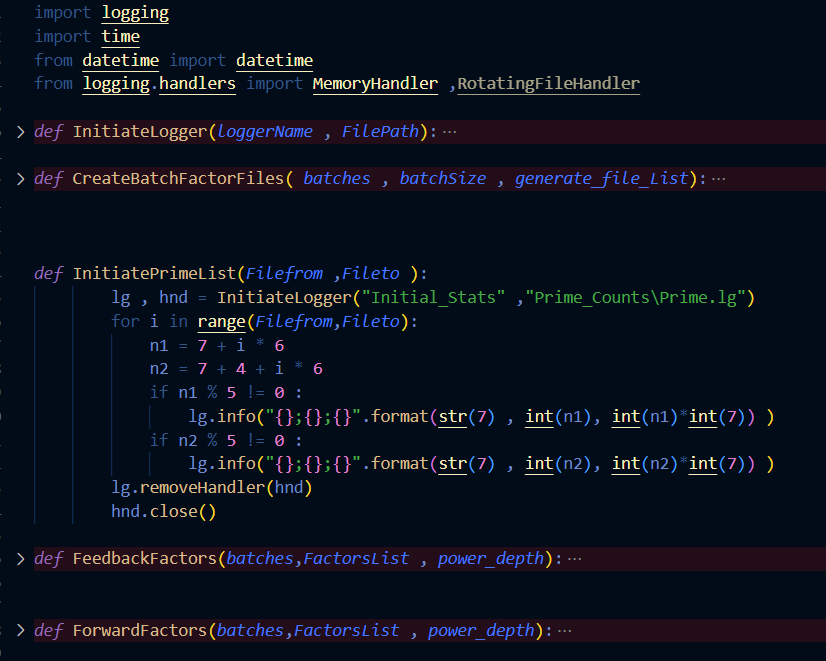 import logging
import time
from datetime import datetime
from logging.handlers import MemoryHandler ,RotatingFileHandler
def InitiateLogger(loggerName , FilePath): ···
def CreateBatchFactorFiles( batches , batchSize , generate_file_List): ···
def InitiatePrimeList(Filefrom ,Fileto ):
lg , hnd = InitiateLogger("Initial_Stats" ,"Prime_Counts\Prime.lg")
for i in range(Filefrom,Fileto):
n1 = 7 + i * 6
n2 = 7 + 4 + i * 6
if n1 % 5 != 0 :
lg.info("{};{};{}".format(str(7) , int(n1), int(n1)*int(7)) )
if n2 % 5 != 0 :
lg.info("{};{};{}".format(str(7) , int(n2), int(n2)*int(7)) )
lg.removeHandler(hnd)
hnd.close()
def FeedbackFactors(batches,FactorsList , power_depth): ···
def ForwardFactors(batches,FactorsList , power_depth): ···